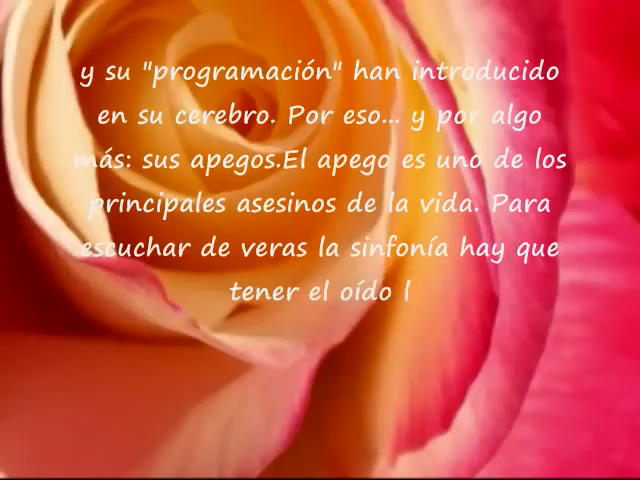 y su "programación" han introducido
en su cerebro. Por eso... y por algo
más: sus apegos.El apego es uno de los
principales asesinos de la vida. Para
escuchar de veras la sinfonía hay que
tener el oído l